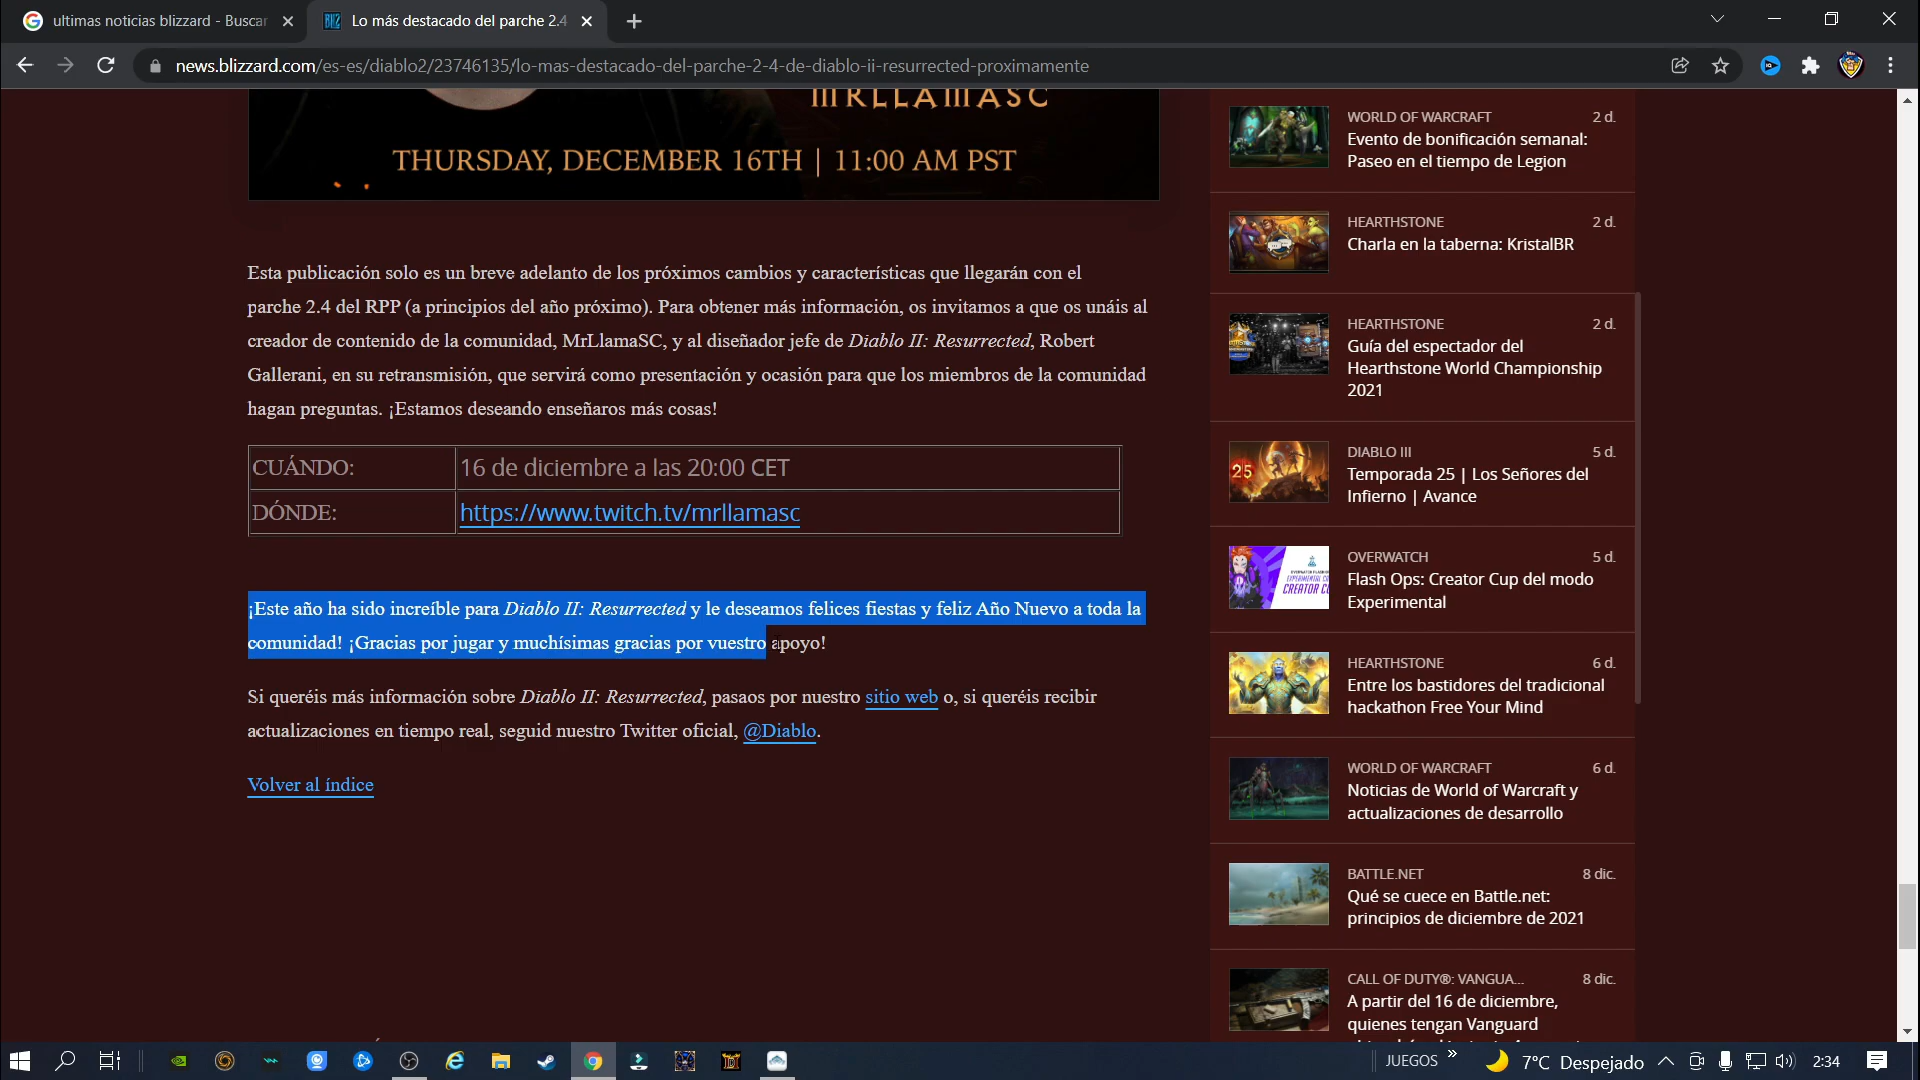 ultimas noticias blizzard - Buscar
Lo más destacado del parche 2.4
news.blizzard.com/es-es/diablo2/23746135/lo-mas-destacado-del-parche-2-4-de-diablo-ii-resurrected-proximamente
MRLLAMASC
THURSDAY, DECEMBER 16TH | 11:00 AM PST
Esta publicación solo es un breve adelanto de los próximos cambios y características que llegarán con el
parche 2.4 del RPP (a principios del año próximo). Para obtener más información, os invitamos a que os unáis al
creador de contenido de la comunidad, MrLlamaSC, y al diseñador jefe de Diablo II: Resurrected, Robert
Gallerani, en su retransmisión, que servirá como presentación y ocasión para que los miembros de la comunidad
hagan preguntas. ¡Estamos deseando enseñaros más cosas!
CUÁNDO: 16 de diciembre a las 20:00 CET
DÓNDE: https://www.twitch.tv/mrllamasc
¡Este año ha sido increíble para Diablo II: Resurrected y le deseamos felices fiestas y feliz Año Nuevo a toda la
comunidad! ¡Gracias por jugar y muchísimas gracias por vuestro apoyo!
Si queréis más información sobre Diablo II: Resurrected, pasaos por nuestro sitio web o, si queréis recibir
actualizaciones en tiempo real, seguid nuestro Twitter oficial, @Diablo.
Volver al índice
WORLD OF WARCRAFT 2 d.
Evento de bonificación semanal:
Paseo en el tiempo de Legion
HEARTHSTONE 2 d.
Charla en la taberna: KristalBR
HEARTHSTONE 2 d.
Guía del espectador del
Hearthstone World Championship
2021
25
DIABLO III 5 d.
Temporada 25 | Los Señores del
Infierno | Avance
OVERWATCH 5 d.
Flash Ops: Creator Cup del modo
Experimental
HEARTHSTONE 6 d.
Entre los bastidores del tradicional
hackathon Free Your Mind
WORLD OF WARCRAFT 6 d.
Noticias de World of Warcraft y
actualizaciones de desarrollo
BATTLE.NET 8 dic.
Qué se cuece en Battle.net:
principios de diciembre de 2021
CALL OF DUTY®: VANGUA... 8 dic.
A partir del 16 de diciembre,
quienes tengan Vanguard
JUEGOS
7°C Despejado
2:34